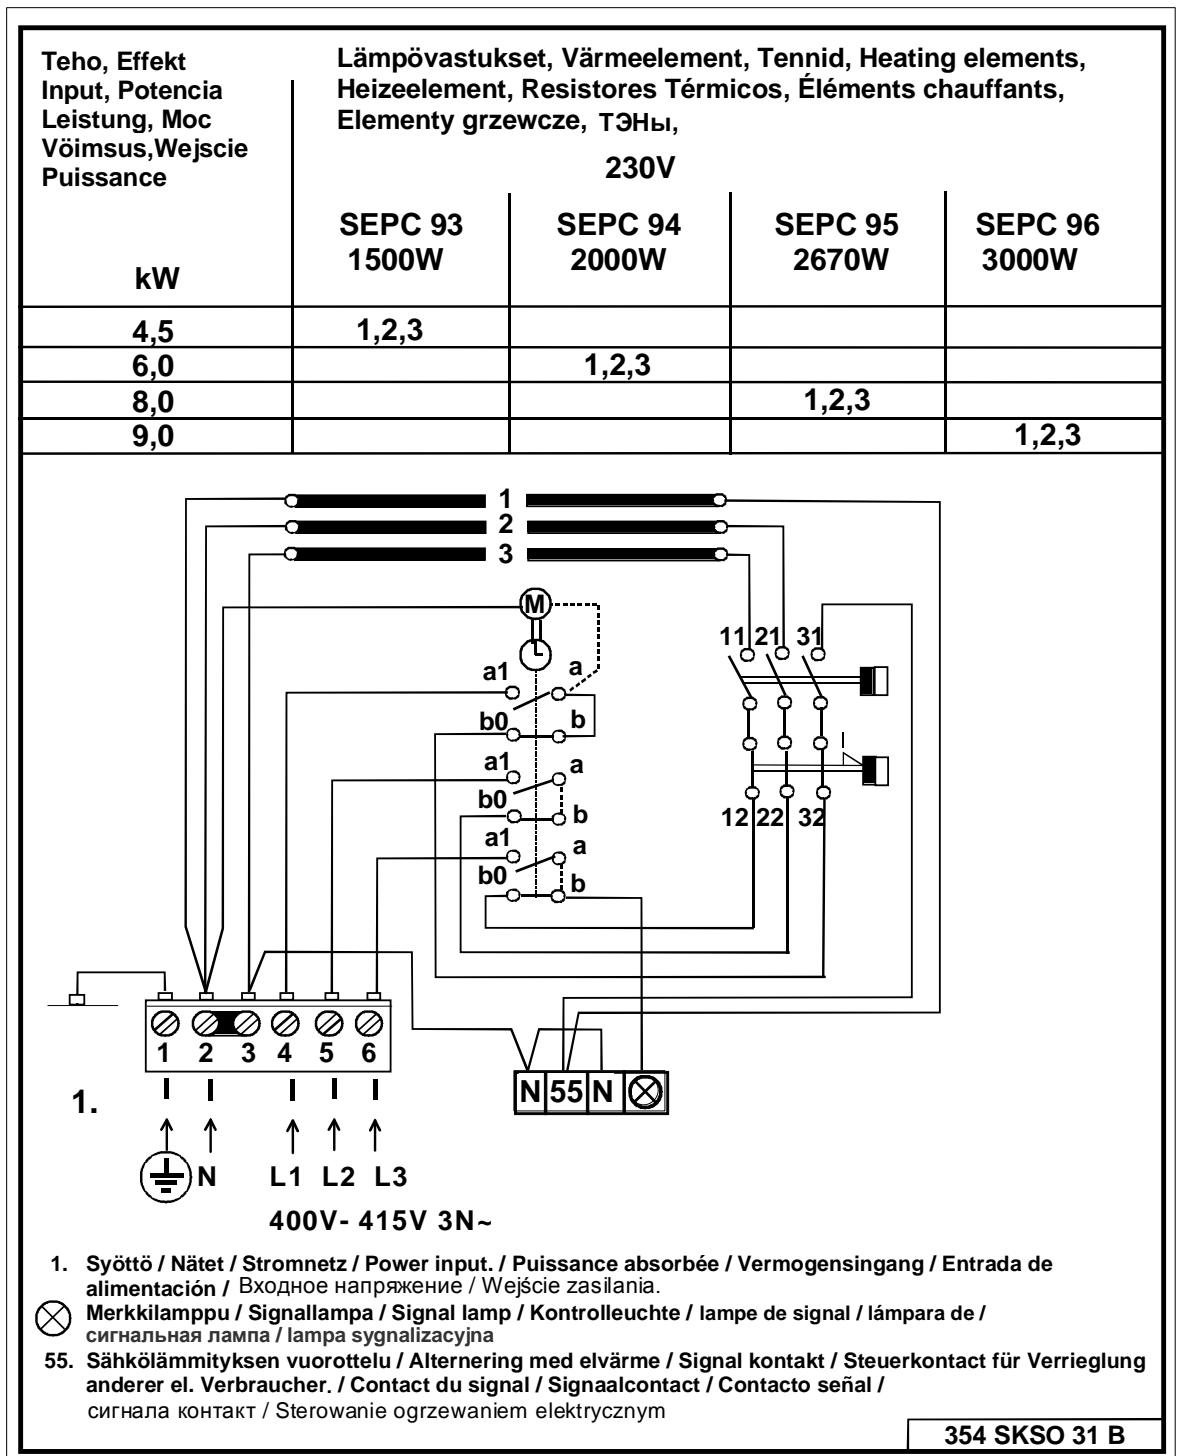 Teho, Effekt
Input, Potencia
Leistung, Moc
Vöimsus,Wejscie
Puissance
kW
Lämpövastukset, Värmeelement, Tennid, Heating elements,
Heizeelement, Resistores Térmicos, Éléments chauffants,
Elementy grzewcze, ТЭНы,
230V
SEPC 93
1500W
SEPC 94
2000W
SEPC 95
2670W
SEPC 96
3000W
4,5 1,2,3
6,0 1,2,3
8,0 1,2,3
9,0 1,2,3
1
2
3
M
11 21 31
a1 a
b0 b
a1 a
b0 b
a1 a
b0 b
12 22 32
1 2 3 4 5 6
N 55 N
1.
N L1 L2 L3
400V- 415V 3N~
1. Syöttö / Nätet / Stromnetz / Power input. / Puissance absorbée / Vermogensingang / Entrada de
alimentación / Входное напряжение / Wejście zasilania.
Merkkilamppu / Signallampa / Signal lamp / Kontrolleuchte / lampe de signal / lámpara de /
сигнальная лампа / lampa sygnalizacyjna
55. Sähkölämmityksen vuorottelu / Alternering med elvärme / Signal kontakt / Steuerkontact für Verrieglung
anderer el. Verbraucher. / Contact du signal / Signaalcontact / Contacto señal /
сигнала контакт / Sterowanie ogrzewaniem elektrycznym
354 SKSO 31 B